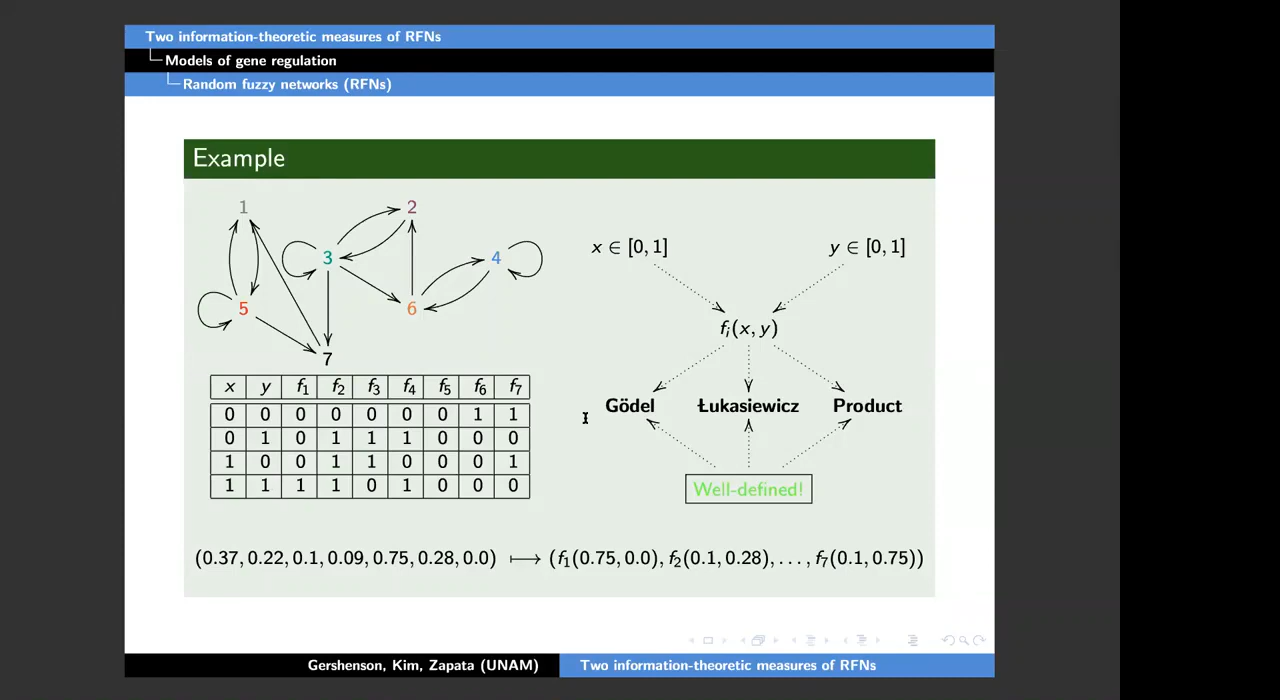 Two information-theoretic measures of RFNs
Models of gene regulation
Random fuzzy networks (RFNs)
Example
1
2
3
4
5
6
7
x y f1 f2 f3 f4 f5 f6 f7
0 0 0 0 0 0 0 1 1
0 1 0 1 1 1 0 0 0
1 0 0 1 1 0 0 0 1
1 1 1 1 0 1 0 0 0
x ∈ [0, 1] y ∈ [0, 1]
fi(x, y)
Gödel Łukasiewicz Product
Well-defined!
(0.37, 0.22, 0.1, 0.09, 0.75, 0.28, 0.0) ⟼ (f1(0.75, 0.0), f2(0.1, 0.28), . . . , f7(0.1, 0.75))
Gershenson, Kim, Zapata (UNAM) Two information-theoretic measures of RFNs